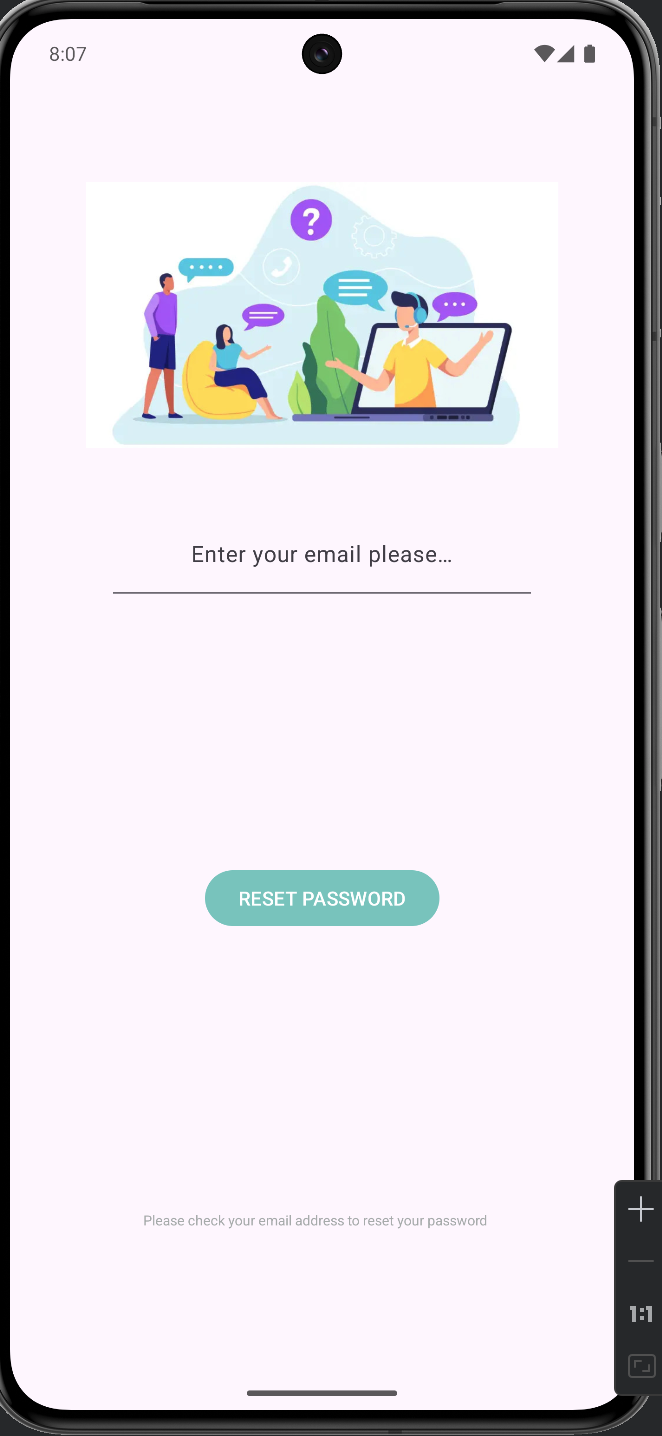 8:07
?
Enter your email please…
RESET PASSWORD
Please check your email address to reset your password
1:1